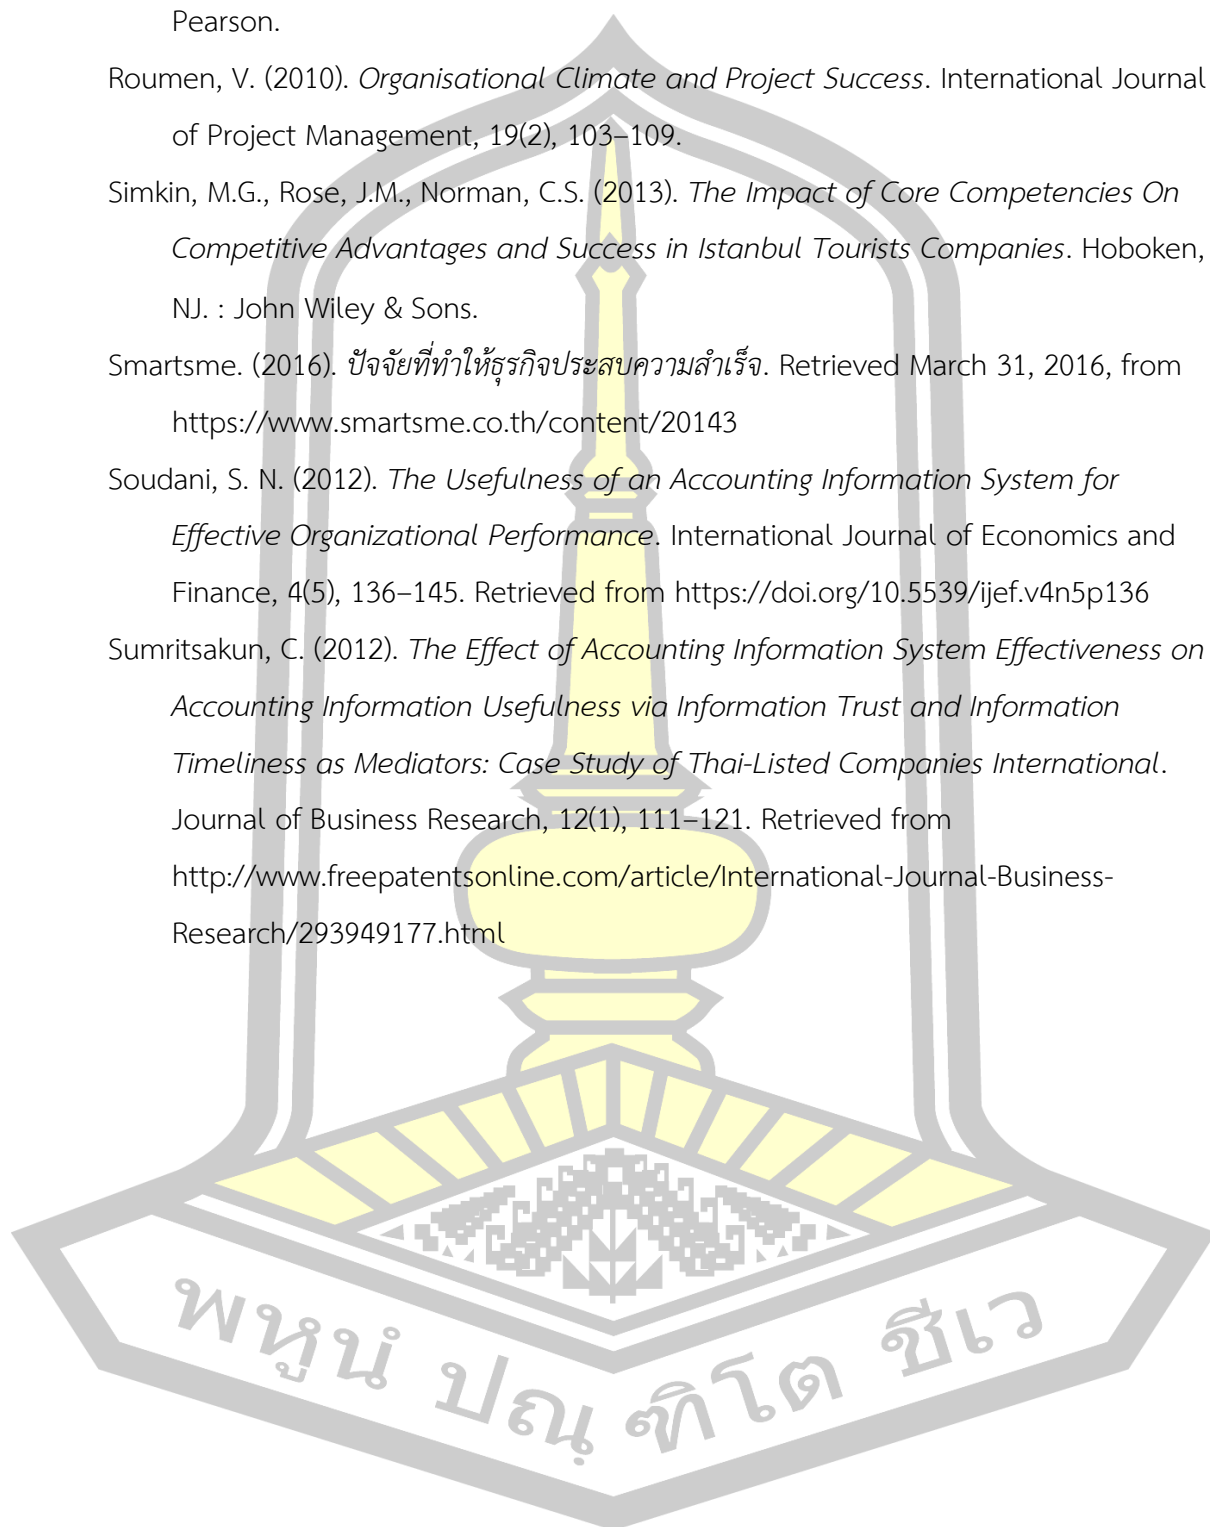 Pearson.
Roumen, V. (2010). Organisational Climate and Project Success. International Journal
of Project Management, 19(2), 103–109.
Simkin, M.G., Rose, J.M., Norman, C.S. (2013). The Impact of Core Competencies On
Competitive Advantages and Success in Istanbul Tourists Companies. Hoboken,
NJ. : John Wiley & Sons.
Smartsme. (2016). ปัจจัยที่ทำให้ธุรกิจประสบความสำเร็จ. Retrieved March 31, 2016, from
https://www.smartsme.co.th/content/20143
Soudani, S. N. (2012). The Usefulness of an Accounting Information System for
Effective Organizational Performance. International Journal of Economics and
Finance, 4(5), 136–145. Retrieved from https://doi.org/10.5539/ijef.v4n5p136
Sumritsakun, C. (2012). The Effect of Accounting Information System Effectiveness on
Accounting Information Usefulness via Information Trust and Information
Timeliness as Mediators: Case Study of Thai-Listed Companies International.
Journal of Business Research, 12(1), 111–121. Retrieved from
http://www.freepatentsonline.com/article/International-Journal-Business-
Research/293949177.html
พหูนํ ปณฺฑิโต ชีเว